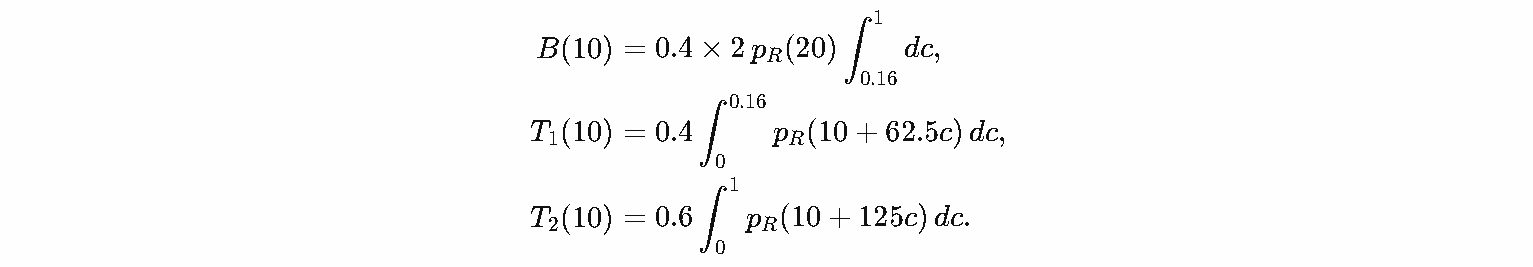 B(10) = 0.4 × 2 p_R(20) ∫_{0.16}^{1} dc,
T_1(10) = 0.4 ∫_{0}^{0.16} p_R(10 + 62.5c) dc,
T_2(10) = 0.6 ∫_{0}^{1} p_R(10 + 125c) dc.